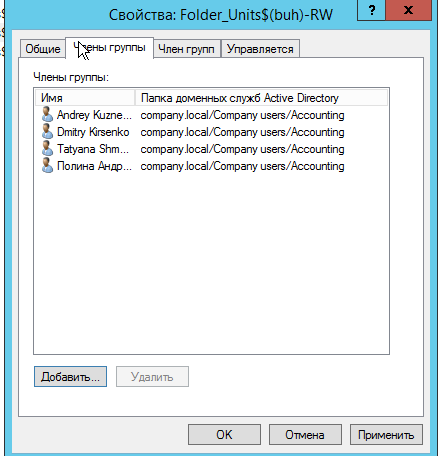 Свойства: Folder_Units$(buh)-RW
? x
Общие Члены группы Член групп Управляется
Члены группы:
Имя Папка доменных служб Active Directory
Andrey Kuzne... company.local/Company users/Accounting
Dmitry Kirsenko company.local/Company users/Accounting
Tatyana Shm... company.local/Company users/Accounting
Полина Андр... company.local/Company users/Accounting
Добавить... Удалить
OK Отмена Применить